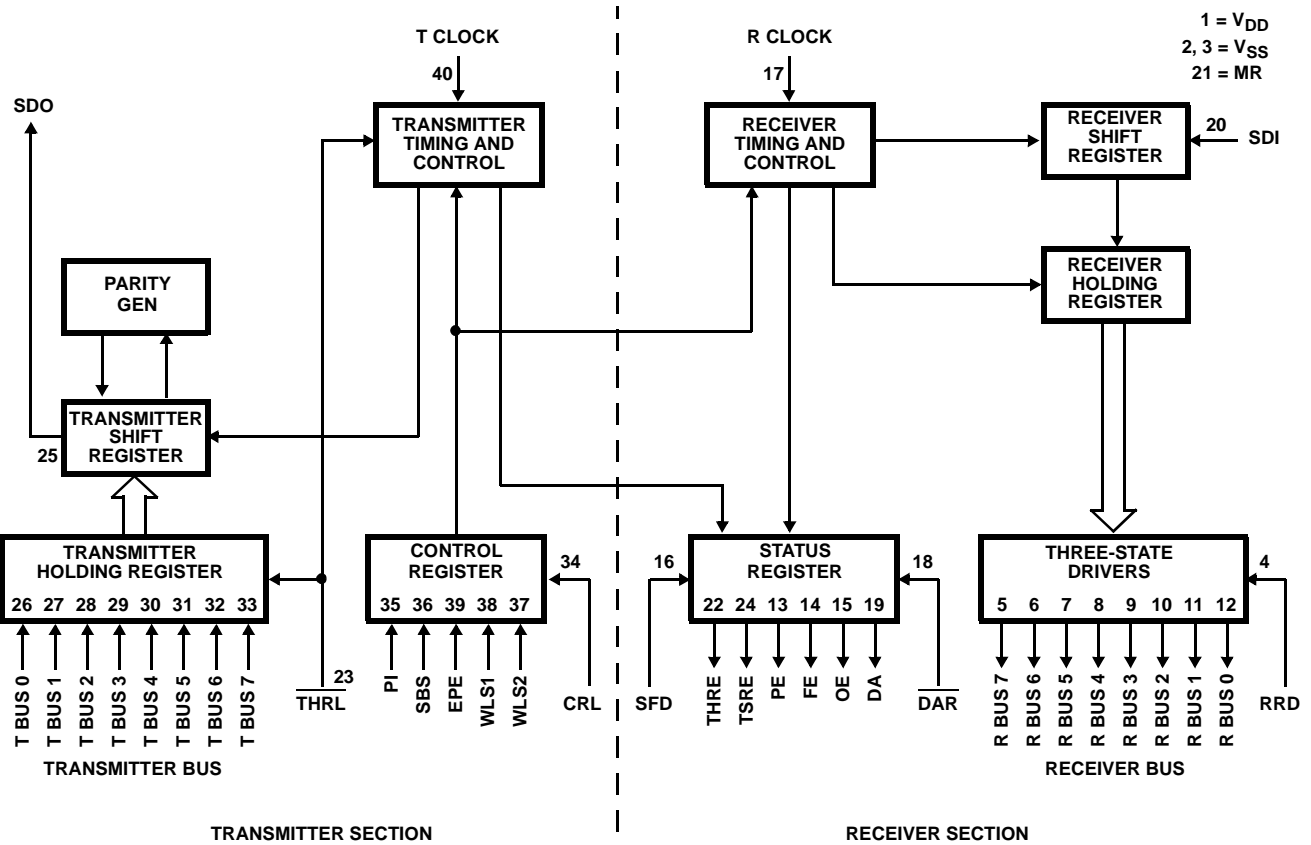 1 = VDD
2, 3 = VSS
21 = MR
T CLOCK
40
R CLOCK
17
SDO
TRANSMITTER
TIMING AND
CONTROL
RECEIVER
TIMING AND
CONTROL
RECEIVER
SHIFT
REGISTER
20
SDI
PARITY
GEN
RECEIVER
HOLDING
REGISTER
TRANSMITTER
SHIFT
REGISTER
25
TRANSMITTER
HOLDING REGISTER
26 27 28 29 30 31 32 33
CONTROL
REGISTER
35 36 39 38 37
34
16
STATUS
REGISTER
22 24 13 14 15 19
18
THREE-STATE
DRIVERS
5 6 7 8 9 10 11 12
4
T BUS 0
T BUS 1
T BUS 2
T BUS 3
T BUS 4
T BUS 5
T BUS 6
T BUS 7
23
THRL
PI
SBS
EPE
WLS1
WLS2
CRL
SFD
THRE
TSRE
PE
FE
OE
DA
DAR
R BUS 7
R BUS 6
R BUS 5
R BUS 4
R BUS 3
R BUS 2
R BUS 1
R BUS 0
RRD
TRANSMITTER BUS
RECEIVER BUS
TRANSMITTER SECTION
RECEIVER SECTION